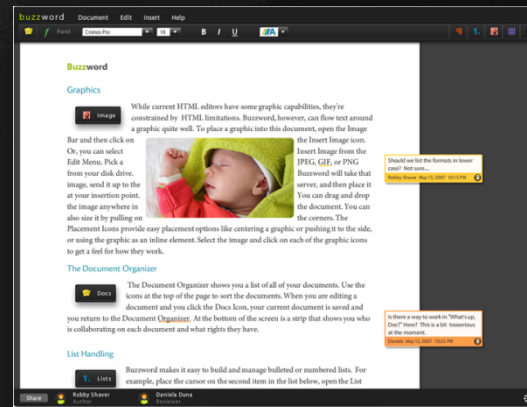 buzzword Document Edit Insert Help
Font Cronos Pro 16 B I U A 1.
Buzzword
Graphics
Image
While current HTML editors have some graphic capabilities, they're
constrained by HTML limitations. Buzzword, however, can flow text around
a graphic quite well. To place a graphic into this document, open the Image
Bar and then click on the Insert Image icon.
Or, you can select Insert Image from the
Edit Menu. Pick a JPEG, GIF, or PNG
from your disk drive. Buzzword will take that
image, send it up to the server, and then place it
at your insertion point. You can drag and drop
the image anywhere in the document. You can
also size it by pulling on the corners. The
Placement Icons provide easy placement options like centering a graphic or pushing it to the side,
or using the graphic as an inline element. Select the image and click on each of the graphic icons
to get a feel for how they work.
Should we list the formats in lower
case? Not sure...
Robby Shaver May 13, 2007 10:15 PM
The Document Organizer
Docs
The Document Organizer shows you a list of all of your documents. Use the
icons at the top of the page to sort the documents. When you are editing a
document and you click the Docs Icon, your current document is saved and
you return to the Document Organizer. At the bottom of the screen is a strip that shows you who
is collaborating on each document and what rights they have.
Is there a way to work in "What's up,
Doc?" Here? This is a bit tooserious
at the moment.
Daniela May 13, 2007 10:25 PM
List Handling
1. Lists
Buzzword makes it easy to build and manage bulleted or numbered lists. For
example, place the cursor on the second item in the list below, open the List
Share Robby Shaver Daniela Duna
Author Reviewer